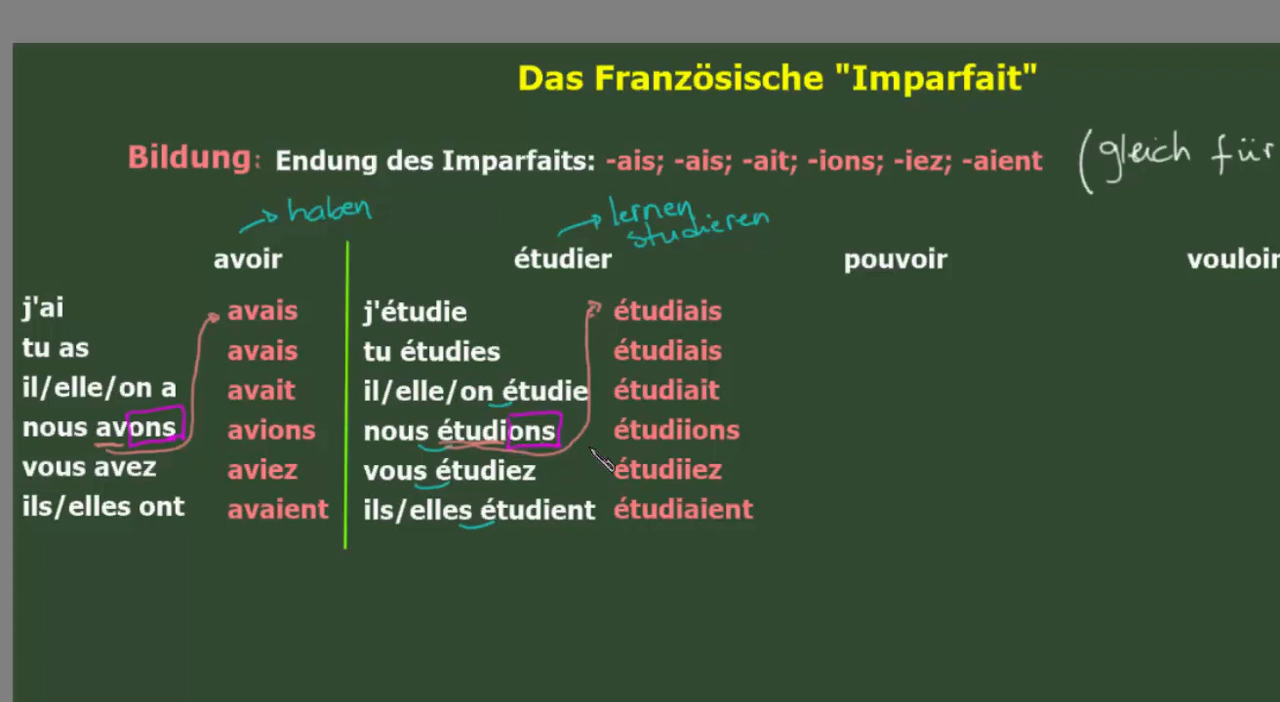 Das Französische "Imparfait"
Bildung: Endung des Imparfaits: -ais; -ais; -ait; -ions; -iez; -aient (gleich für
haben lernen
studieren
avoir étudier pouvoir vouloir
j'ai avais j'étudie étudiais
tu as avais tu étudies étudiais
il/elle/on a avait il/elle/on étudie étudiait
nous avons avions nous étudions étudiions
vous avez aviez vous étudiez étudiiez
ils/elles ont avaient ils/elles étudient étudiaient